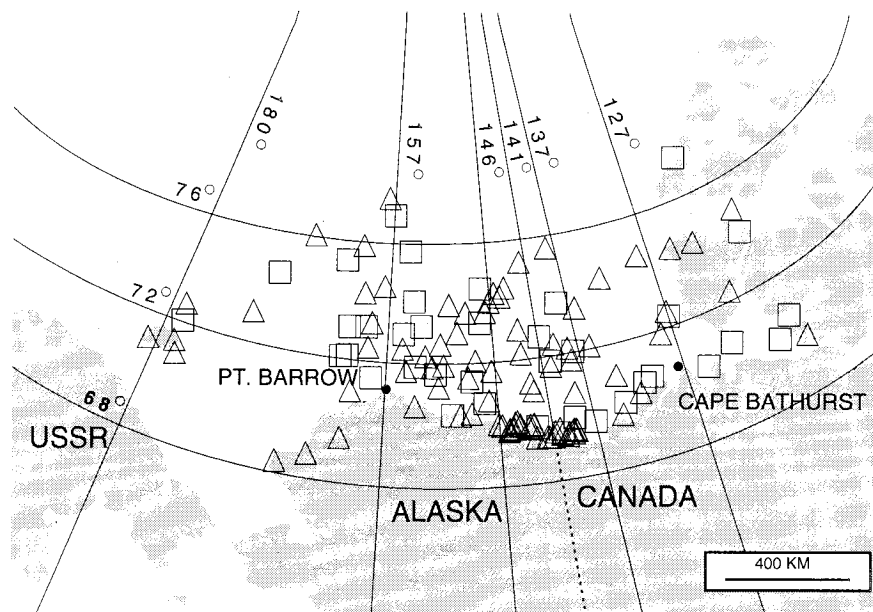 180°
157°
146°
141°
137°
127°
76°
72°
68°
PT. BARROW
CAPE BATHURST
USSR
ALASKA
CANADA
400 KM